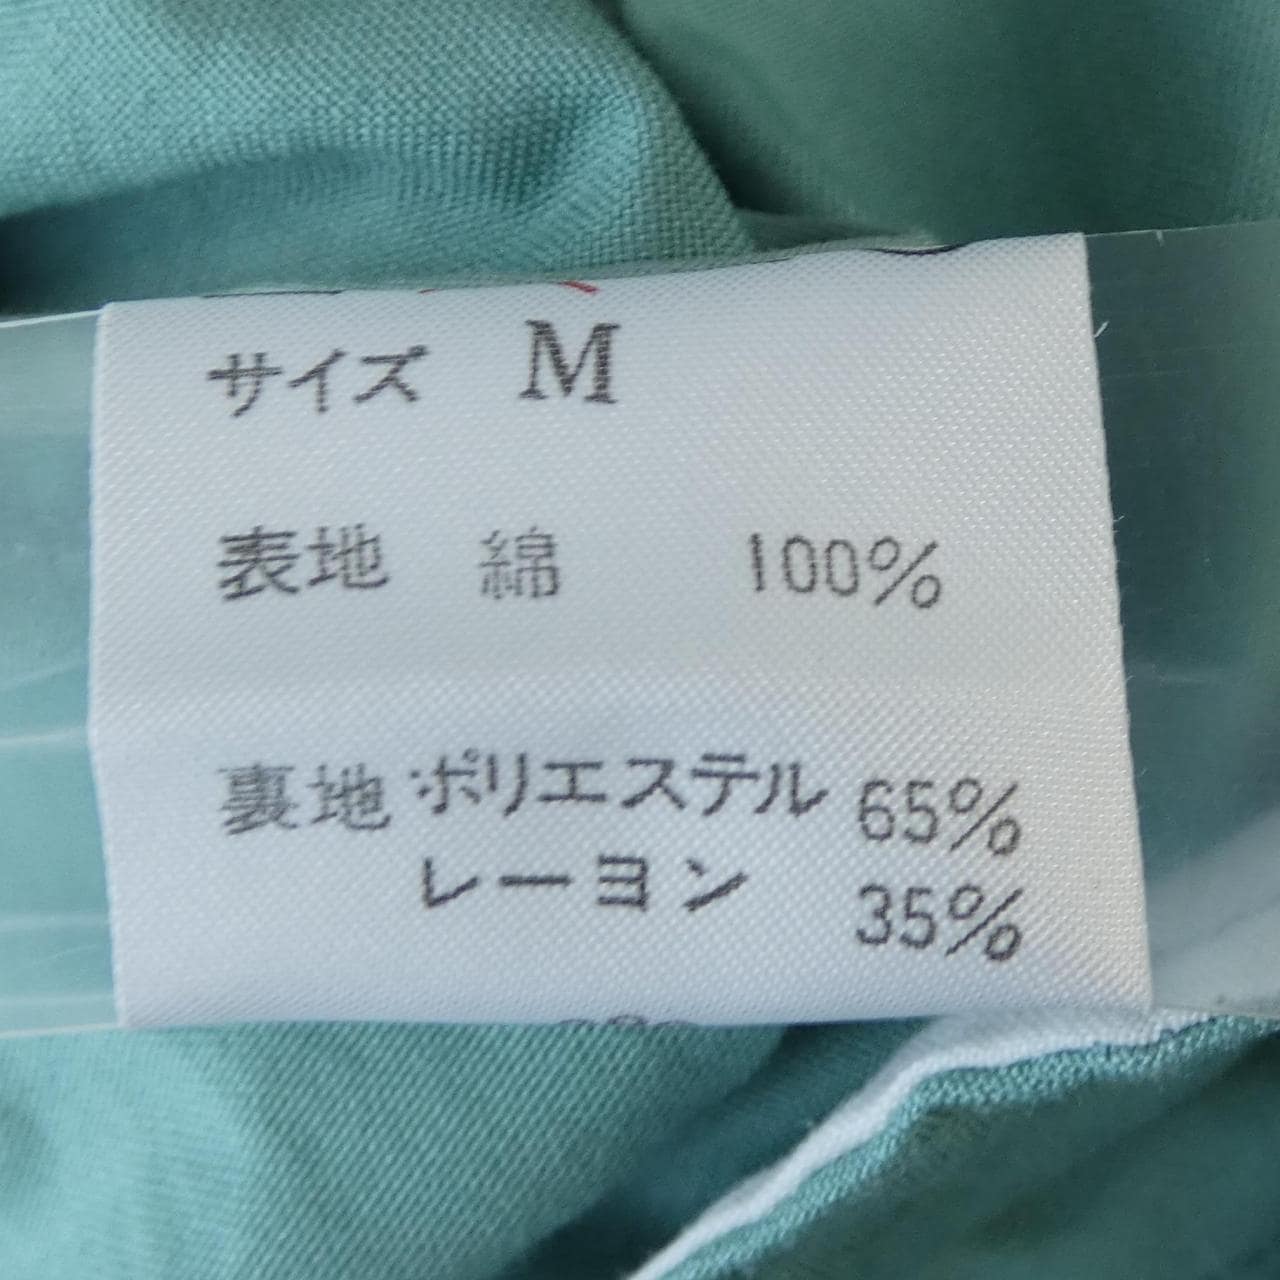 サイズ M
表地 綿 100%
裏地 ポリエステル 65%
レーヨン 35%